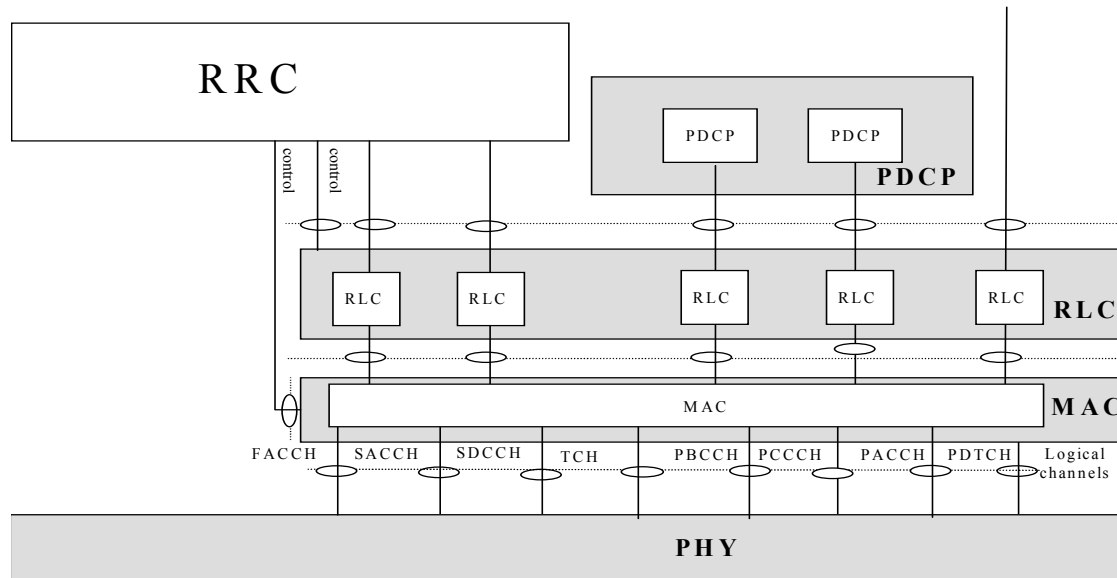 RRC
PDCP
PDCP
PDCP
control
control
RLC
RLC
RLC
RLC
RLC
RLC
MAC
MAC
FACCH SACCH SDCCH TCH PBCCH PCCCH PACCH PDTCH Logical
channels
PHY